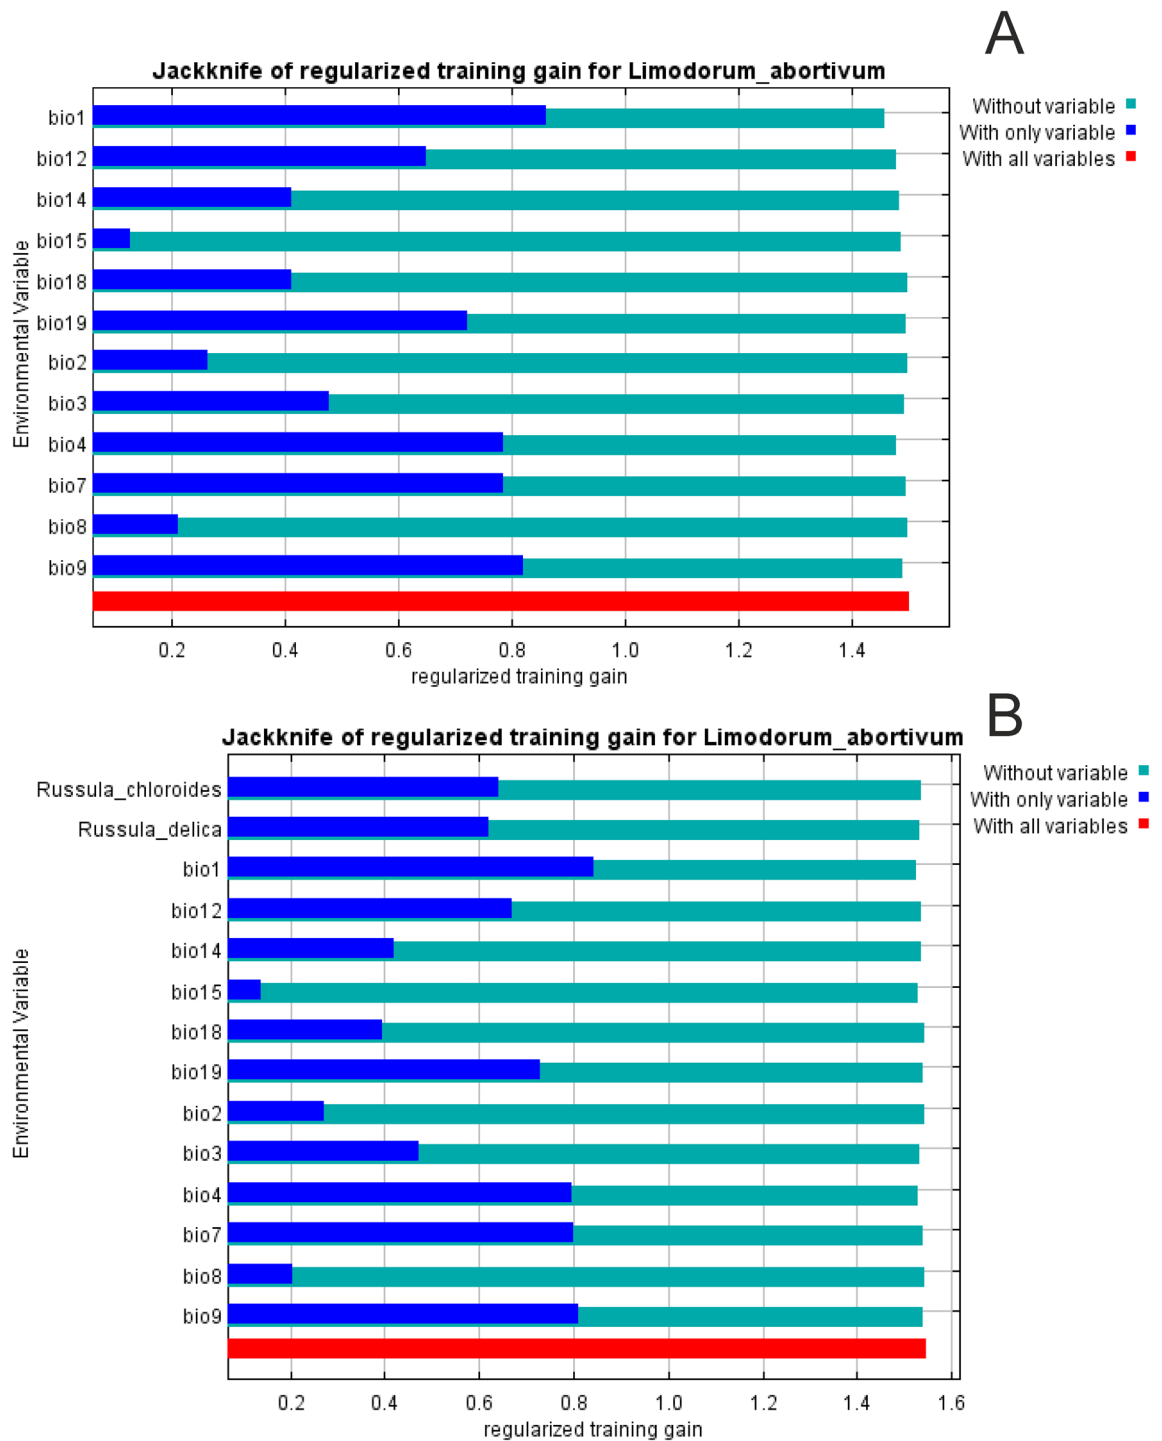 A
Jackknife of regularized training gain for Limodorum_abortivum
Without variable
With only variable
With all variables
Environmental Variable
bio1
bio12
bio14
bio15
bio18
bio19
bio2
bio3
bio4
bio7
bio8
bio9
0.2 0.4 0.6 0.8 1.0 1.2 1.4
regularized training gain
B
Jackknife of regularized training gain for Limodorum_abortivum
Without variable
With only variable
With all variables
Environmental Variable
Russula_chloroides
Russula_delica
bio1
bio12
bio14
bio15
bio18
bio19
bio2
bio3
bio4
bio7
bio8
bio9
0.2 0.4 0.6 0.8 1.0 1.2 1.4 1.6
regularized training gain